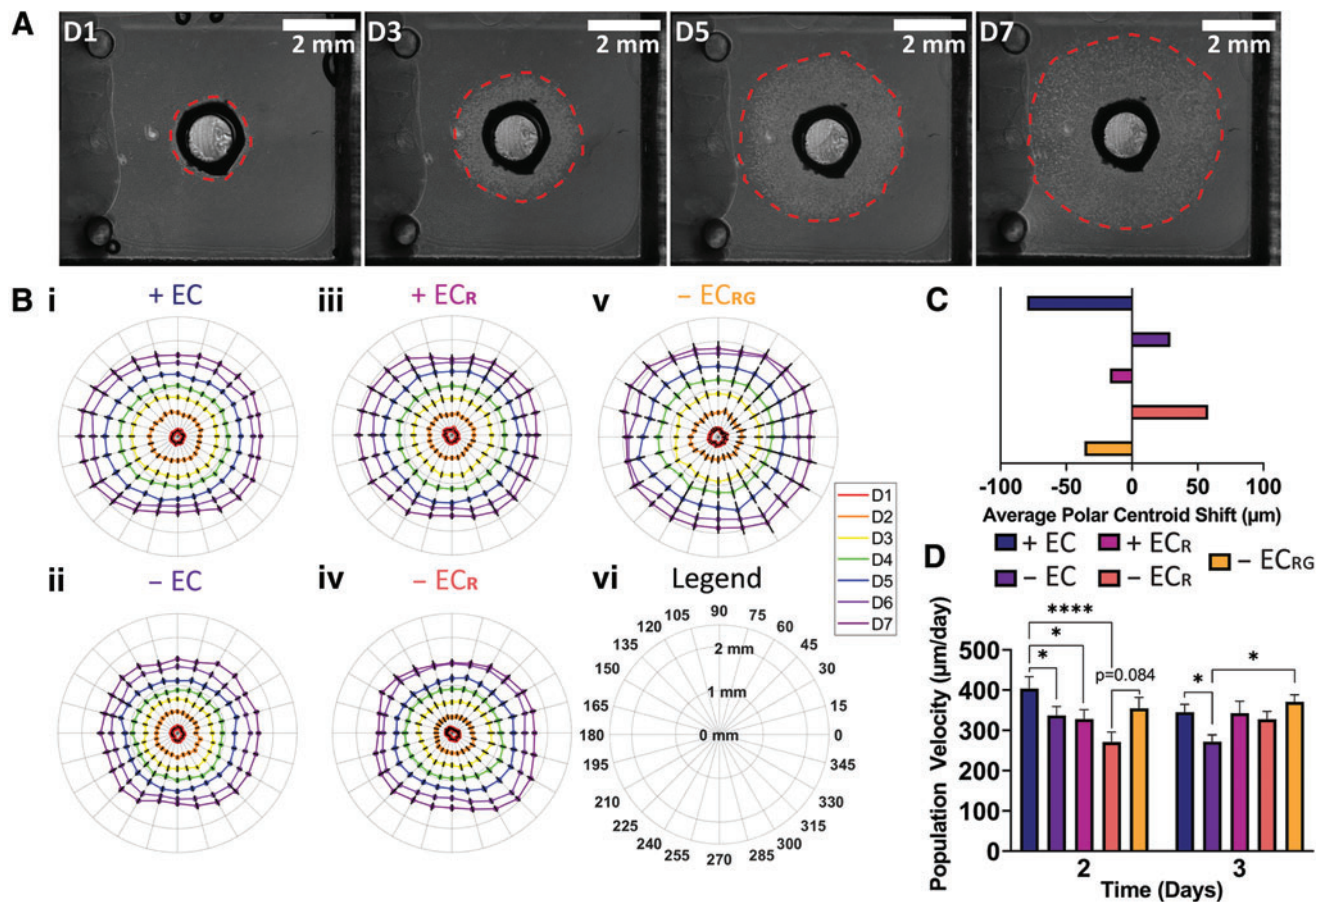 A
D1
2 mm
D3
2 mm
D5
2 mm
D7
2 mm
B i
+ EC
iii
+ ECR
v
− ECRG
ii
− EC
iv
− ECR
vi
Legend
90
105
75
120
60
135
45
150
30
165
15
180
0
195
345
210
330
225
315
240
300
255
285
270
2 mm
1 mm
0 mm
D1
D2
D3
D4
D5
D6
D7
C
-100 -50 0 50 100
Average Polar Centroid Shift (µm)
+ EC
+ ECR
− ECRG
− EC
− ECR
D
Population Velocity (µm/day)
500
400
300
200
100
0
****
*
*
p=0.084
*
*
2 3
Time (Days)